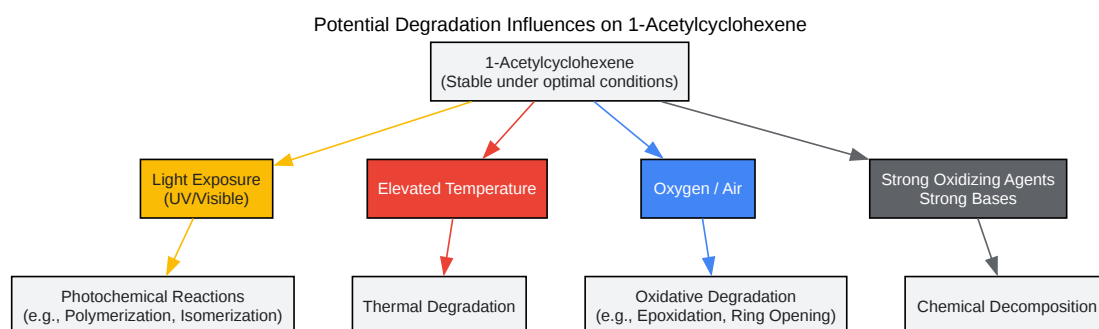 Potential Degradation Influences on 1-Acetylcyclohexene
1-Acetylcyclohexene
(Stable under optimal conditions)
Light Exposure
(UV/Visible)
Elevated Temperature
Oxygen / Air
Strong Oxidizing Agents
Strong Bases
Photochemical Reactions
(e.g., Polymerization, Isomerization)
Thermal Degradation
Oxidative Degradation
(e.g., Epoxidation, Ring Opening)
Chemical Decomposition